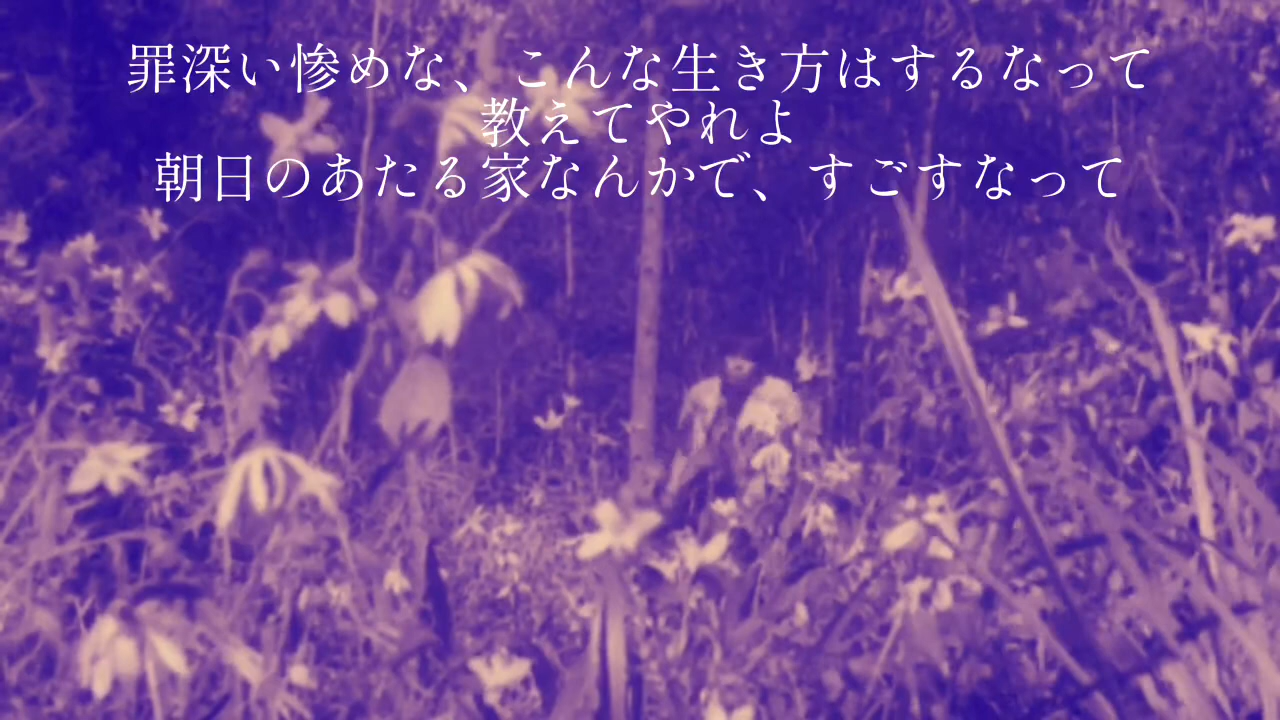 罪深い惨めな、こんな生き方はするなって
教えてやれよ
朝日のあたる家なんかで、すごすなって